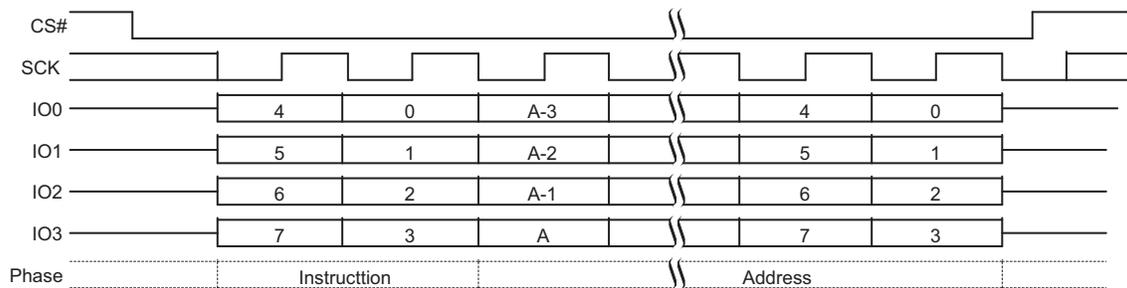 CS#
SCK
IO0 4 0 A-3 4 0
IO1 5 1 A-2 5 1
IO2 6 2 A-1 6 2
IO3 7 3 A 7 3
Phase Instructtion Address